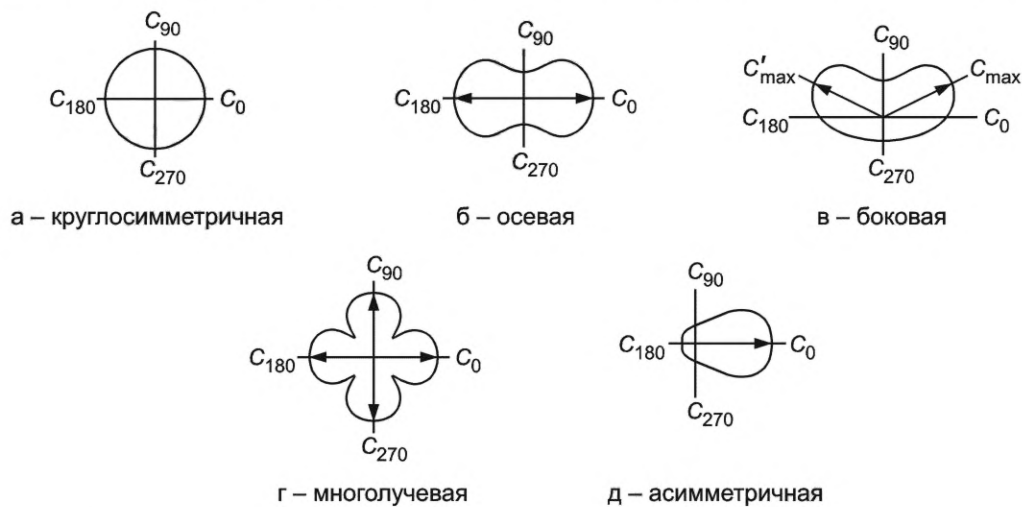 C90 C90 C90
C180 C0 C180 C0 C'max Cmax
C180 C0
C270 C270 C270
а – круглосимметричная б – осевая в – боковая
C90 C90
C180 C0 C180 C0
C270 C270
г – многолучевая д – асимметричная